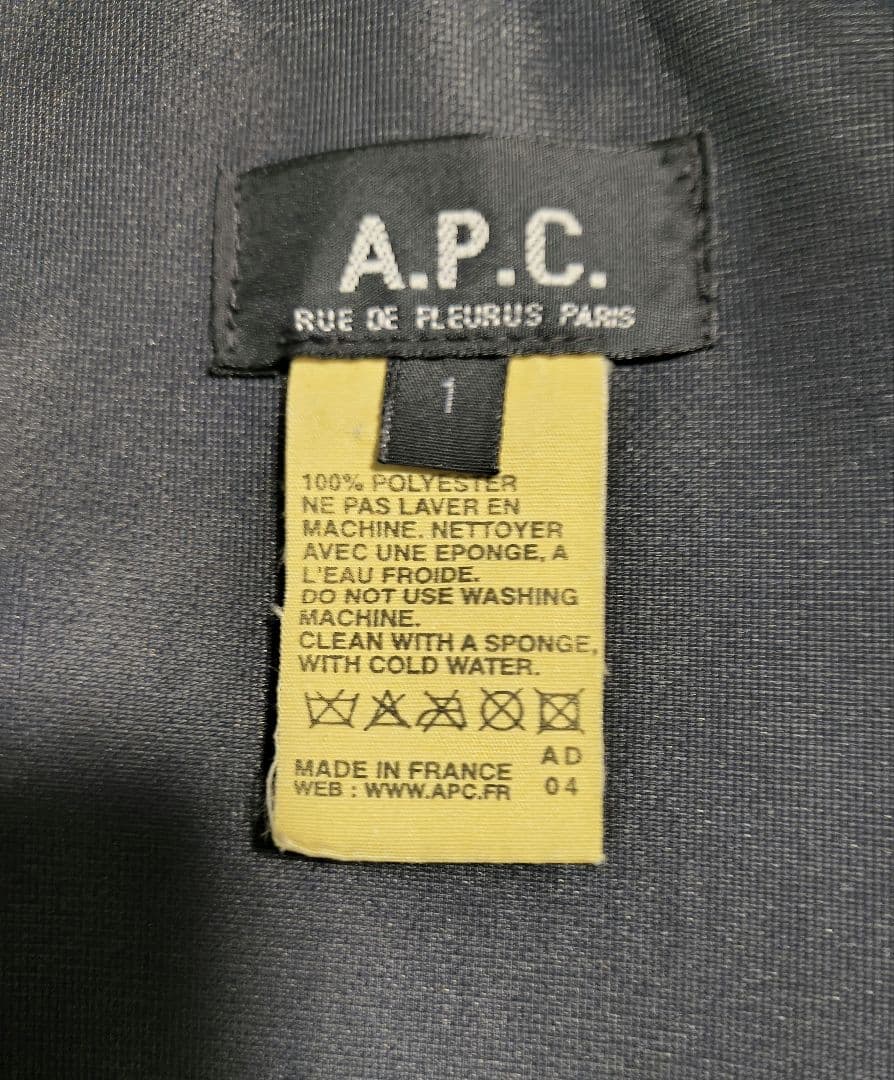 A.P.C.
RUE DE FLEURUS PARIS
1
100% POLYESTER
NE PAS LAVER EN
MACHINE. NETTOYER
AVEC UNE EPONGE, A
L'EAU FROIDE.
DO NOT USE WASHING
MACHINE.
CLEAN WITH A SPONGE,
WITH COLD WATER.
MADE IN FRANCE
WEB : WWW.APC.FR
AD
04